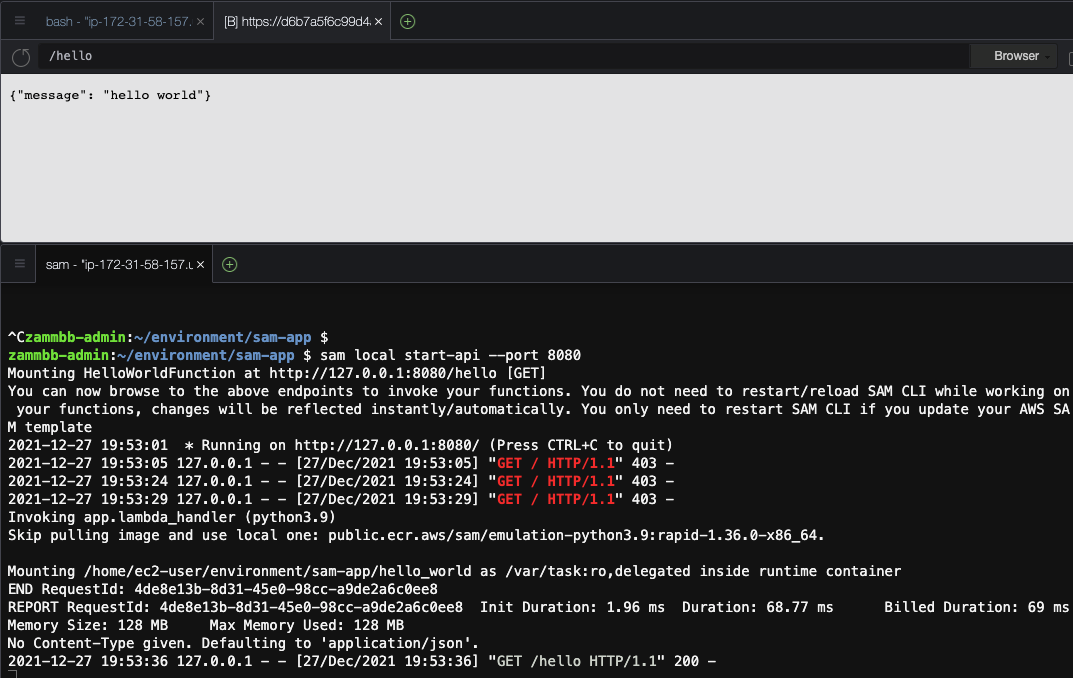 bash - "ip-172-31-58-157.
[B] https://d6b7a5f6c99d4
/hello
Browser
{"message": "hello world"}
sam - "ip-172-31-58-157.u
^Czammbb-admin:~/environment/sam-app $
zammbb-admin:~/environment/sam-app $ sam local start-api --port 8080
Mounting HelloWorldFunction at http://127.0.0.1:8080/hello [GET]
You can now browse to the above endpoints to invoke your functions. You do not need to restart/reload SAM CLI while working on
your functions, changes will be reflected instantly/automatically. You only need to restart SAM CLI if you update your AWS SA
M template
2021-12-27 19:53:01  * Running on http://127.0.0.1:8080/ (Press CTRL+C to quit)
2021-12-27 19:53:05 127.0.0.1 - - [27/Dec/2021 19:53:05] "GET / HTTP/1.1" 403 -
2021-12-27 19:53:24 127.0.0.1 - - [27/Dec/2021 19:53:24] "GET / HTTP/1.1" 403 -
2021-12-27 19:53:29 127.0.0.1 - - [27/Dec/2021 19:53:29] "GET / HTTP/1.1" 403 -
Invoking app.lambda_handler (python3.9)
Skip pulling image and use local one: public.ecr.aws/sam/emulation-python3.9:rapid-1.36.0-x86_64.
Mounting /home/ec2-user/environment/sam-app/hello_world as /var/task:ro,delegated inside runtime container
END RequestId: 4de8e13b-8d31-45e0-98cc-a9de2a6c0ee8
REPORT RequestId: 4de8e13b-8d31-45e0-98cc-a9de2a6c0ee8  Init Duration: 1.96 ms  Duration: 68.77 ms      Billed Duration: 69 ms
Memory Size: 128 MB     Max Memory Used: 128 MB
No Content-Type given. Defaulting to 'application/json'.
2021-12-27 19:53:36 127.0.0.1 - - [27/Dec/2021 19:53:36] "GET /hello HTTP/1.1" 200 -